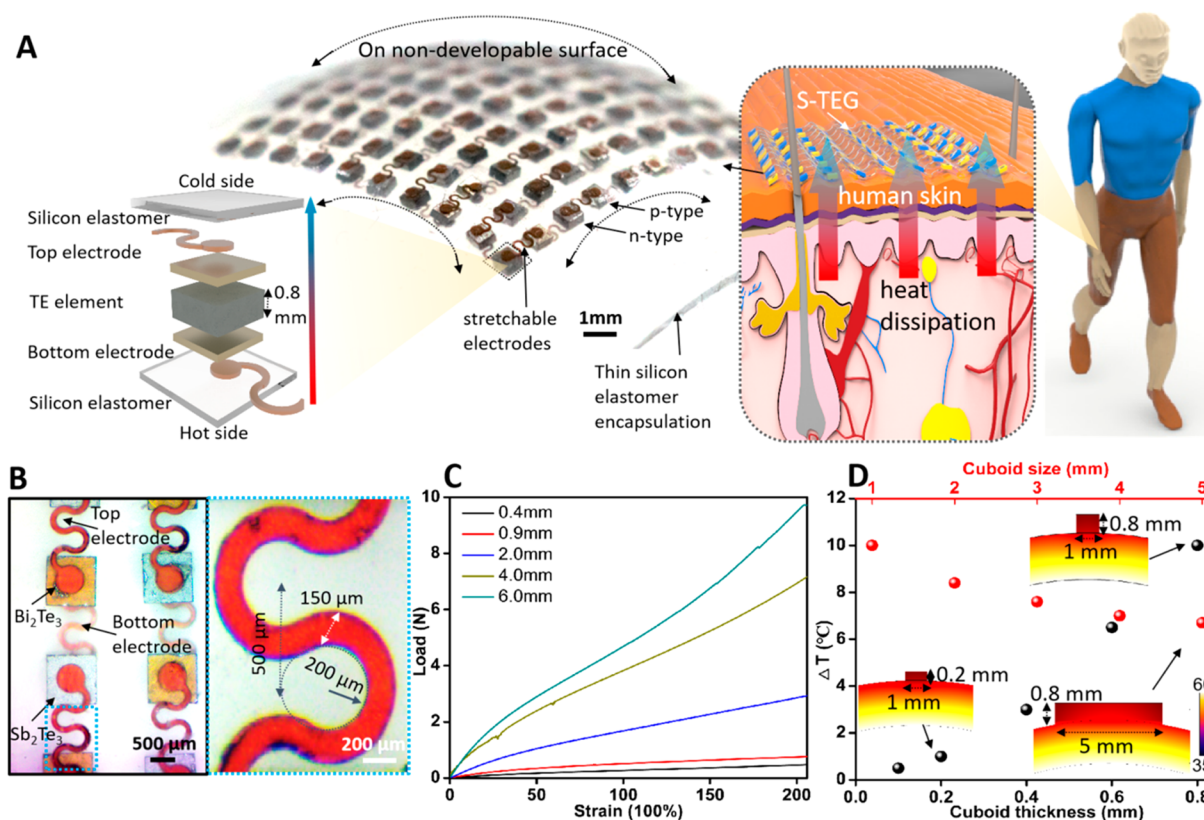 A
On non-developable surface
Cold side
Silicon elastomer
Top electrode
TE element
0.8
mm
Bottom electrode
Silicon elastomer
Hot side
p-type
n-type
stretchable
electrodes
1mm
Thin silicon
elastomer
encapsulation
S-TEG
human skin
heat
dissipation
B
Top
electrode
Bi2Te3
Bottom
electrode
Sb2Te3
500 μm
150 μm
500 μm
200 μm
200 μm
C
10
8
6
4
2
0
Load (N)
0.4mm
0.9mm
2.0mm
4.0mm
6.0mm
0
50
100
150
200
Strain (100%)
D
Cuboid size (mm)
1
2
3
4
5
12
10
8
6
4
2
0
ΔT (℃)
0.8 mm
1 mm
0.2 mm
1 mm
0.8 mm
5 mm
0.0
0.2
0.4
0.6
0.8
Cuboid thickness (mm)